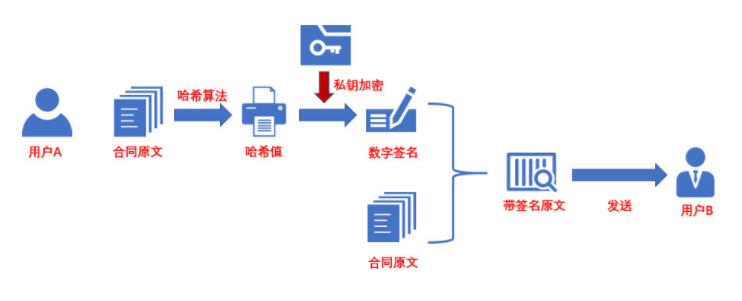 私钥加密
哈希算法
用户A
合同原文
哈希值
数字签名
带签名原文
发送
用户B
合同原文